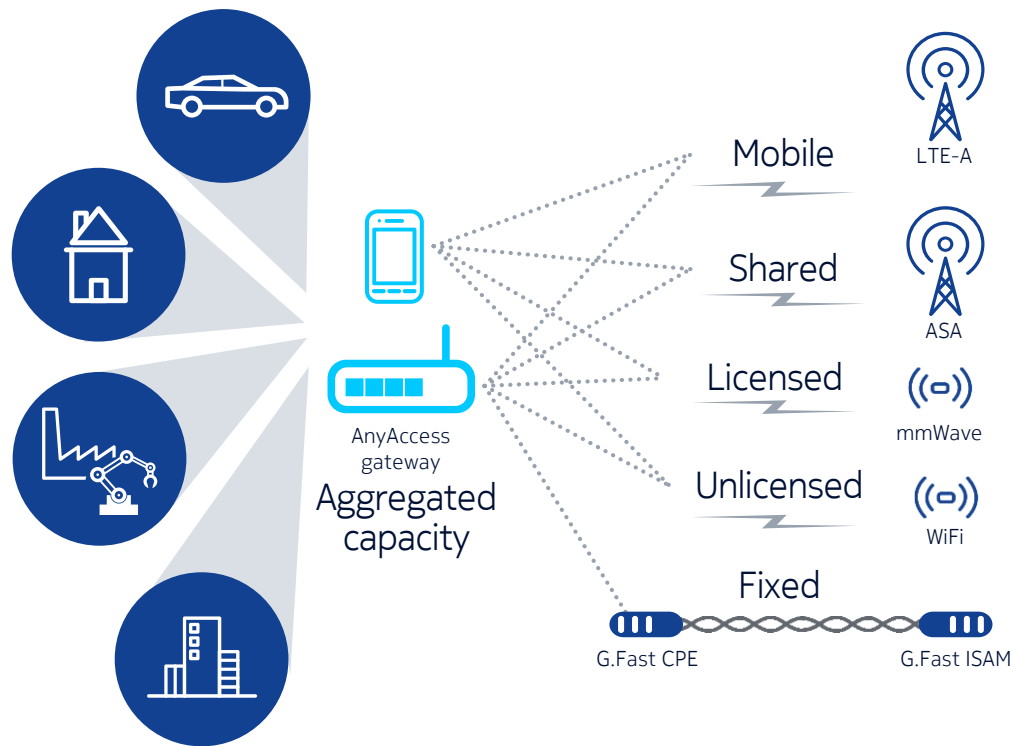 Mobile
LTE-A
Shared
ASA
Licensed
mmWave
AnyAccess
gateway
Aggregated
capacity
Unlicensed
WiFi
Fixed
G.Fast CPE
G.Fast ISAM